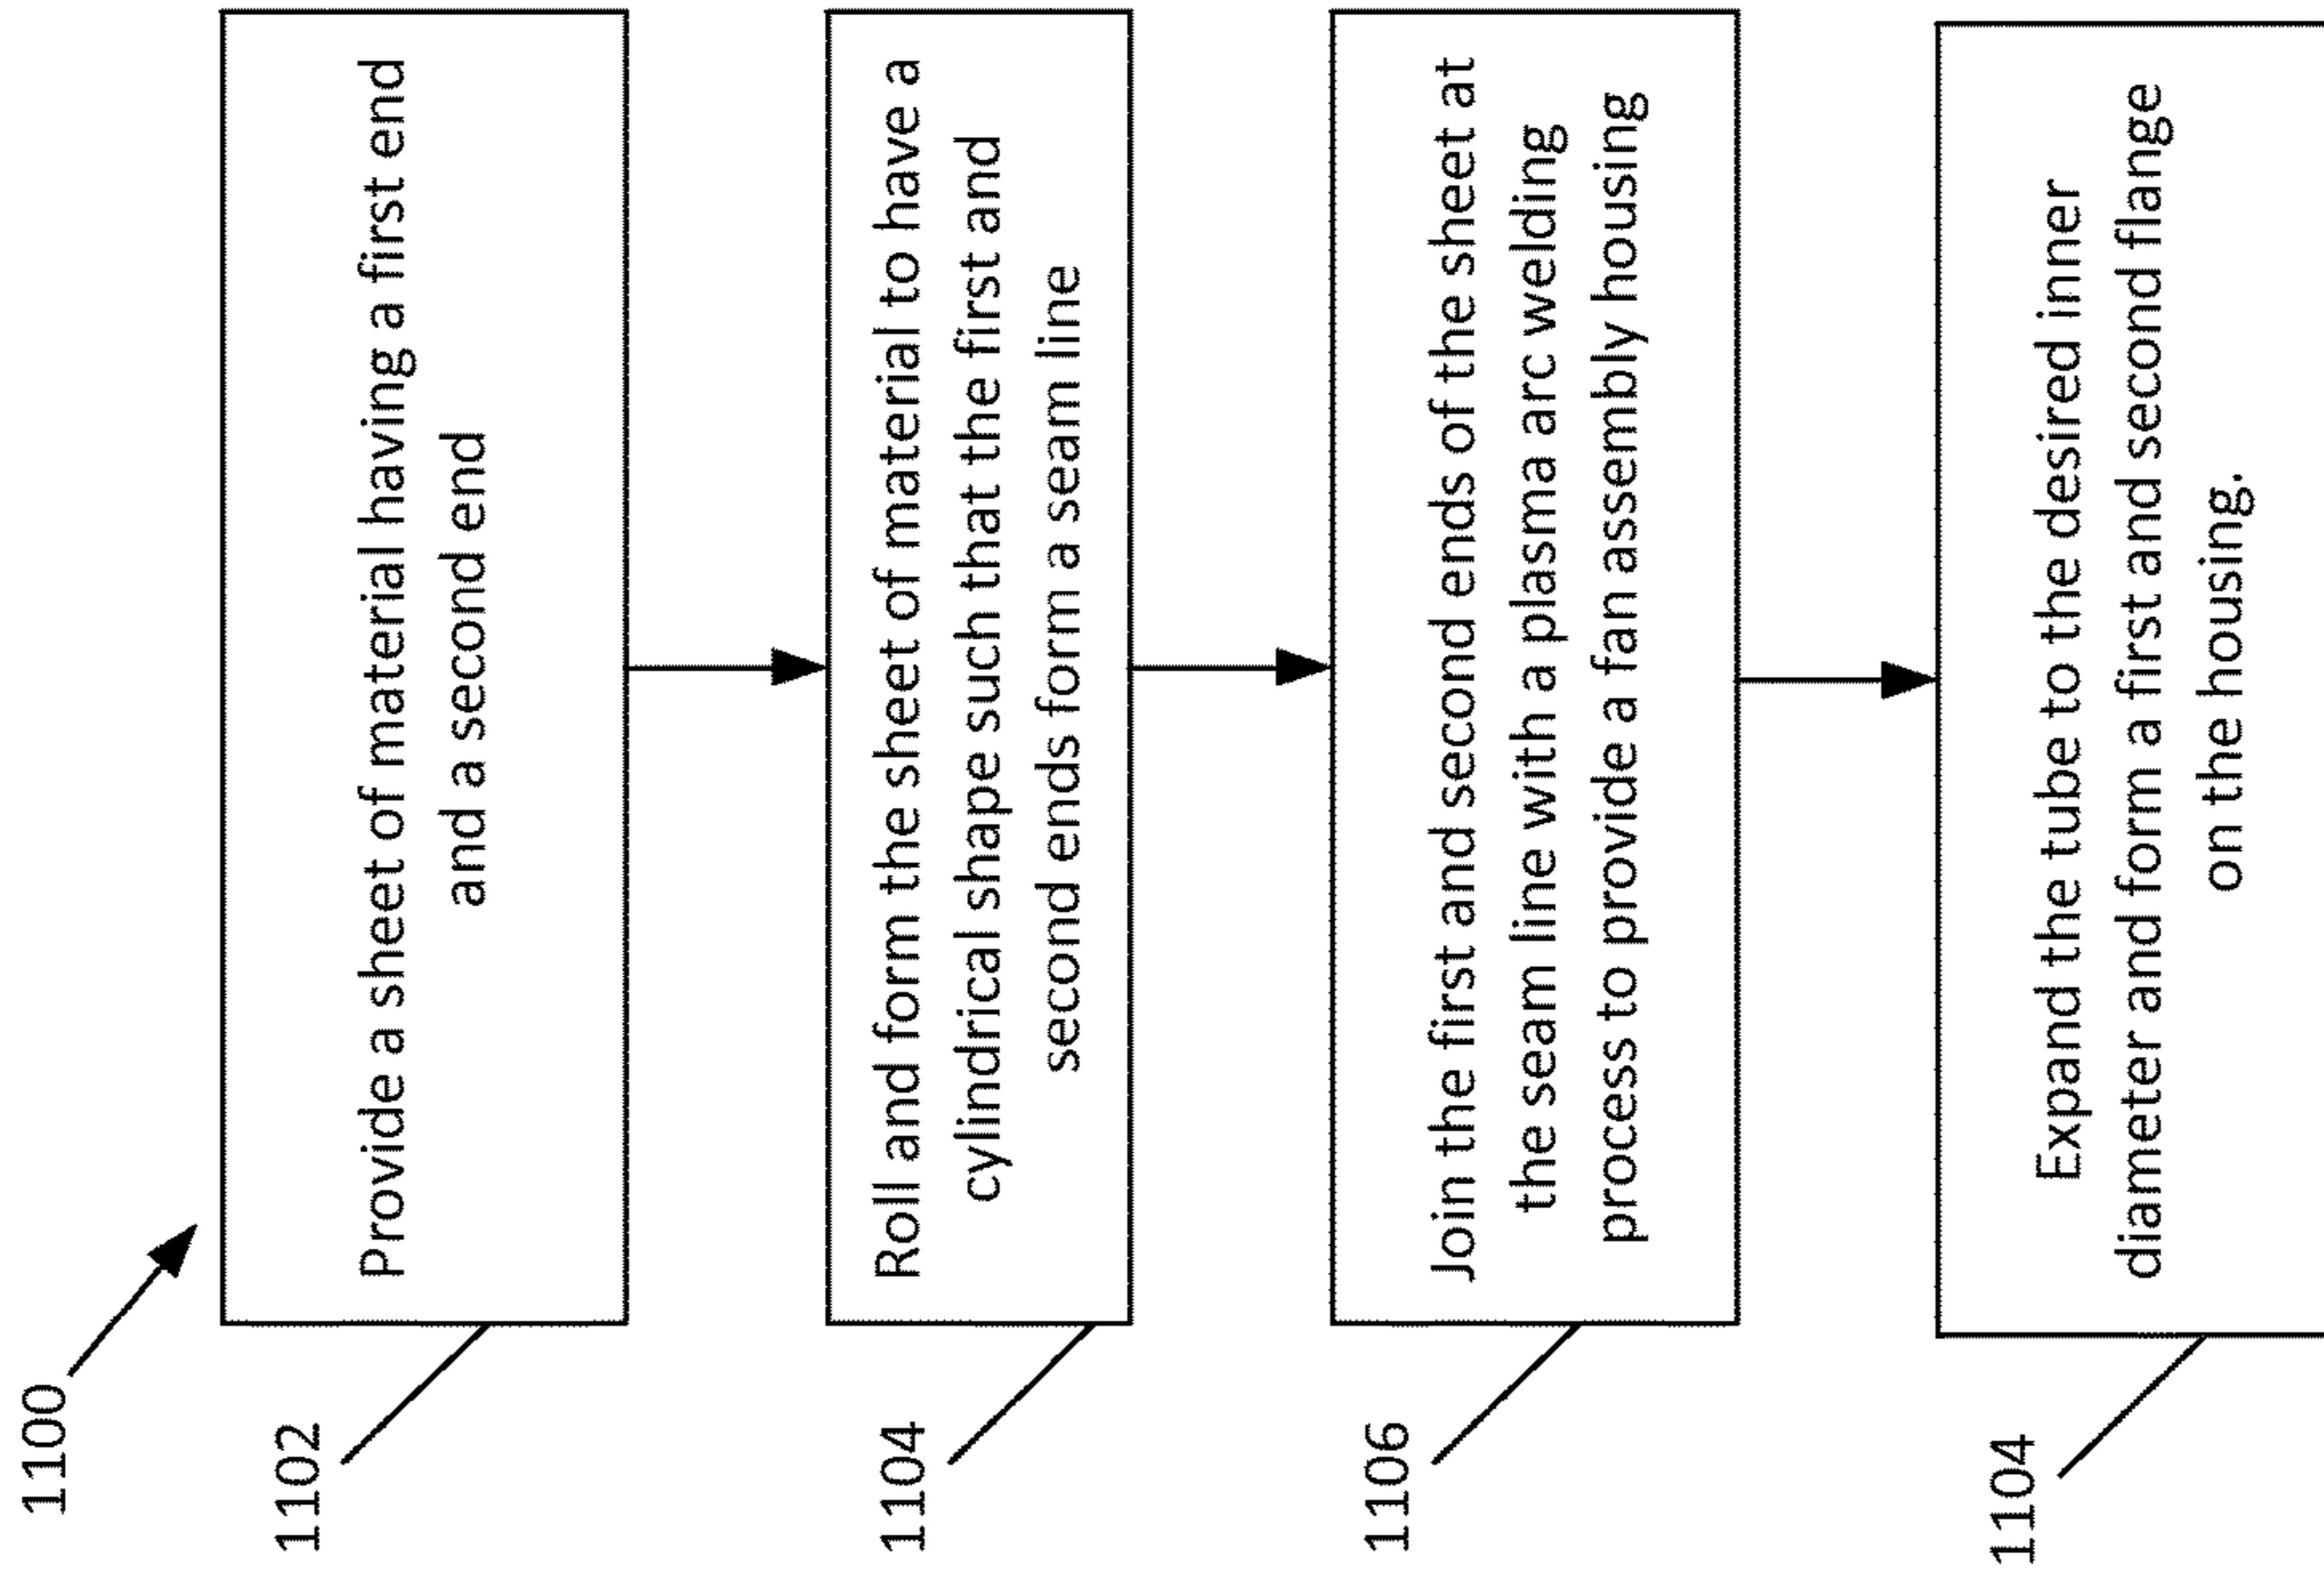 1100
1102
Provide a sheet of material having a first end
and a second end
1104
Roll and form the sheet of material to have a
cylindrical shape such that the first and
second ends form a seam line
1106
Join the first and second ends of the sheet at
the seam line with a plasma arc welding
process to provide a fan assembly housing
1104
Expand the tube to the desired inner
diameter and form a first and second flange
on the housing.